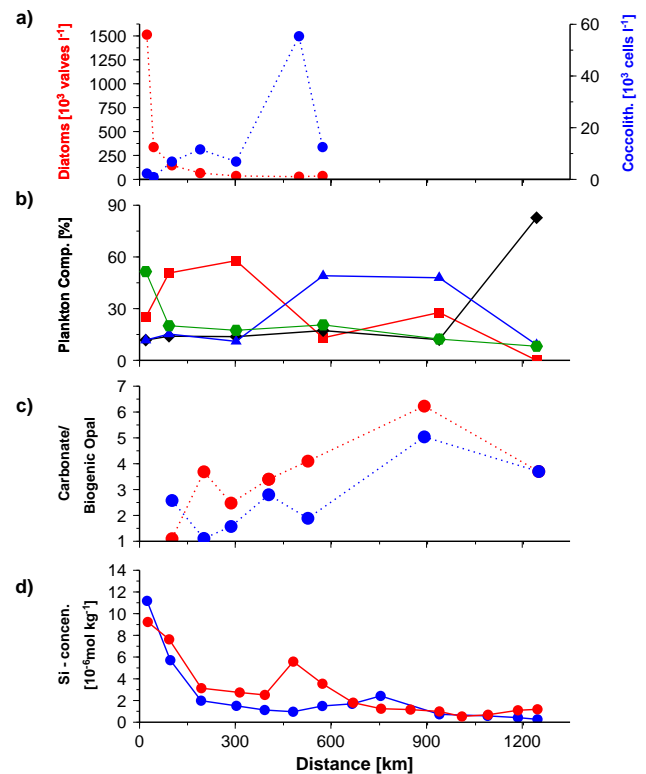 a)
1500
1250
1000
750
500
250
0
Diatoms [10³ valves l⁻¹]
60
40
20
0
Coccolith. [10³ cells l⁻¹]
b)
90
60
30
0
Plankton Comp. [%]
c)
7
6
5
4
3
2
1
Carbonate/
Biogenic Opal
d)
14
12
10
8
6
4
2
0
Si - concen.
[10⁻⁶mol kg⁻¹]
0
300
600
900
1200
Distance [km]